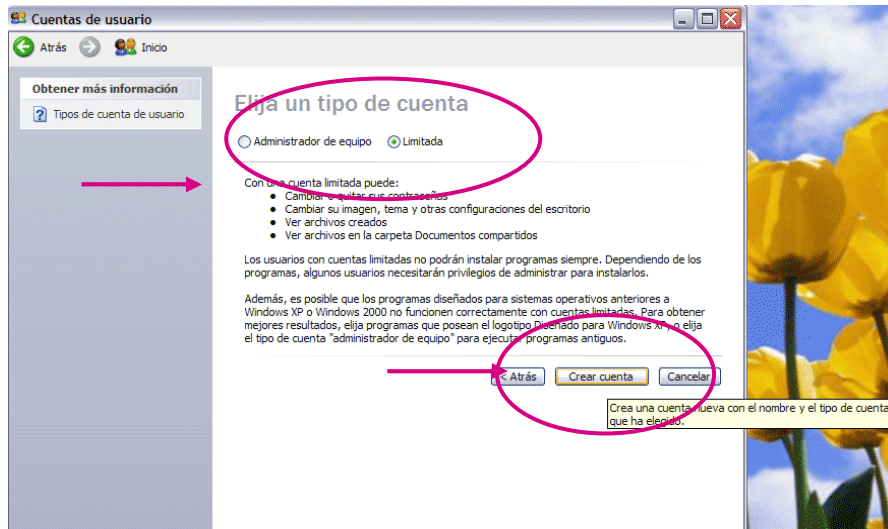 Cuentas de usuario
Atrás Inicio
Obtener más información
Tipos de cuenta de usuario
Elija un tipo de cuenta
Administrador de equipo Limitada
Con una cuenta limitada puede:
• Cambiar o quitar sus contraseñas
• Cambiar su imagen, tema y otras configuraciones del escritorio
• Ver archivos creados
• Ver archivos en la carpeta Documentos compartidos
Los usuarios con cuentas limitadas no podrán instalar programas siempre. Dependiendo de los
programas, algunos usuarios necesitarán privilegios de administrar para instalarlos.
Además, es posible que los programas diseñados para sistemas operativos anteriores a
Windows XP o Windows 2000 no funcionen correctamente con cuentas limitadas. Para obtener
mejores resultados, elija programas que posean el logotipo Diseñado para Windows XP, o elija
el tipo de cuenta "administrador de equipo" para ejecutar programas antiguos.
< Atrás Crear cuenta Cancelar
Crea una cuenta nueva con el nombre y el tipo de cuenta
que ha elegido.